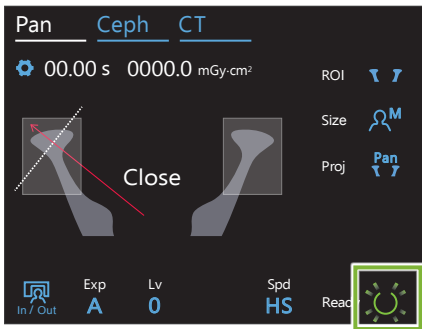 Pan Ceph CT
00.00 s 0000.0 mGy·cm²
ROI
Size M
Proj Pan
Close
In / Out
Exp Lv Spd
A 0 HS
Ready